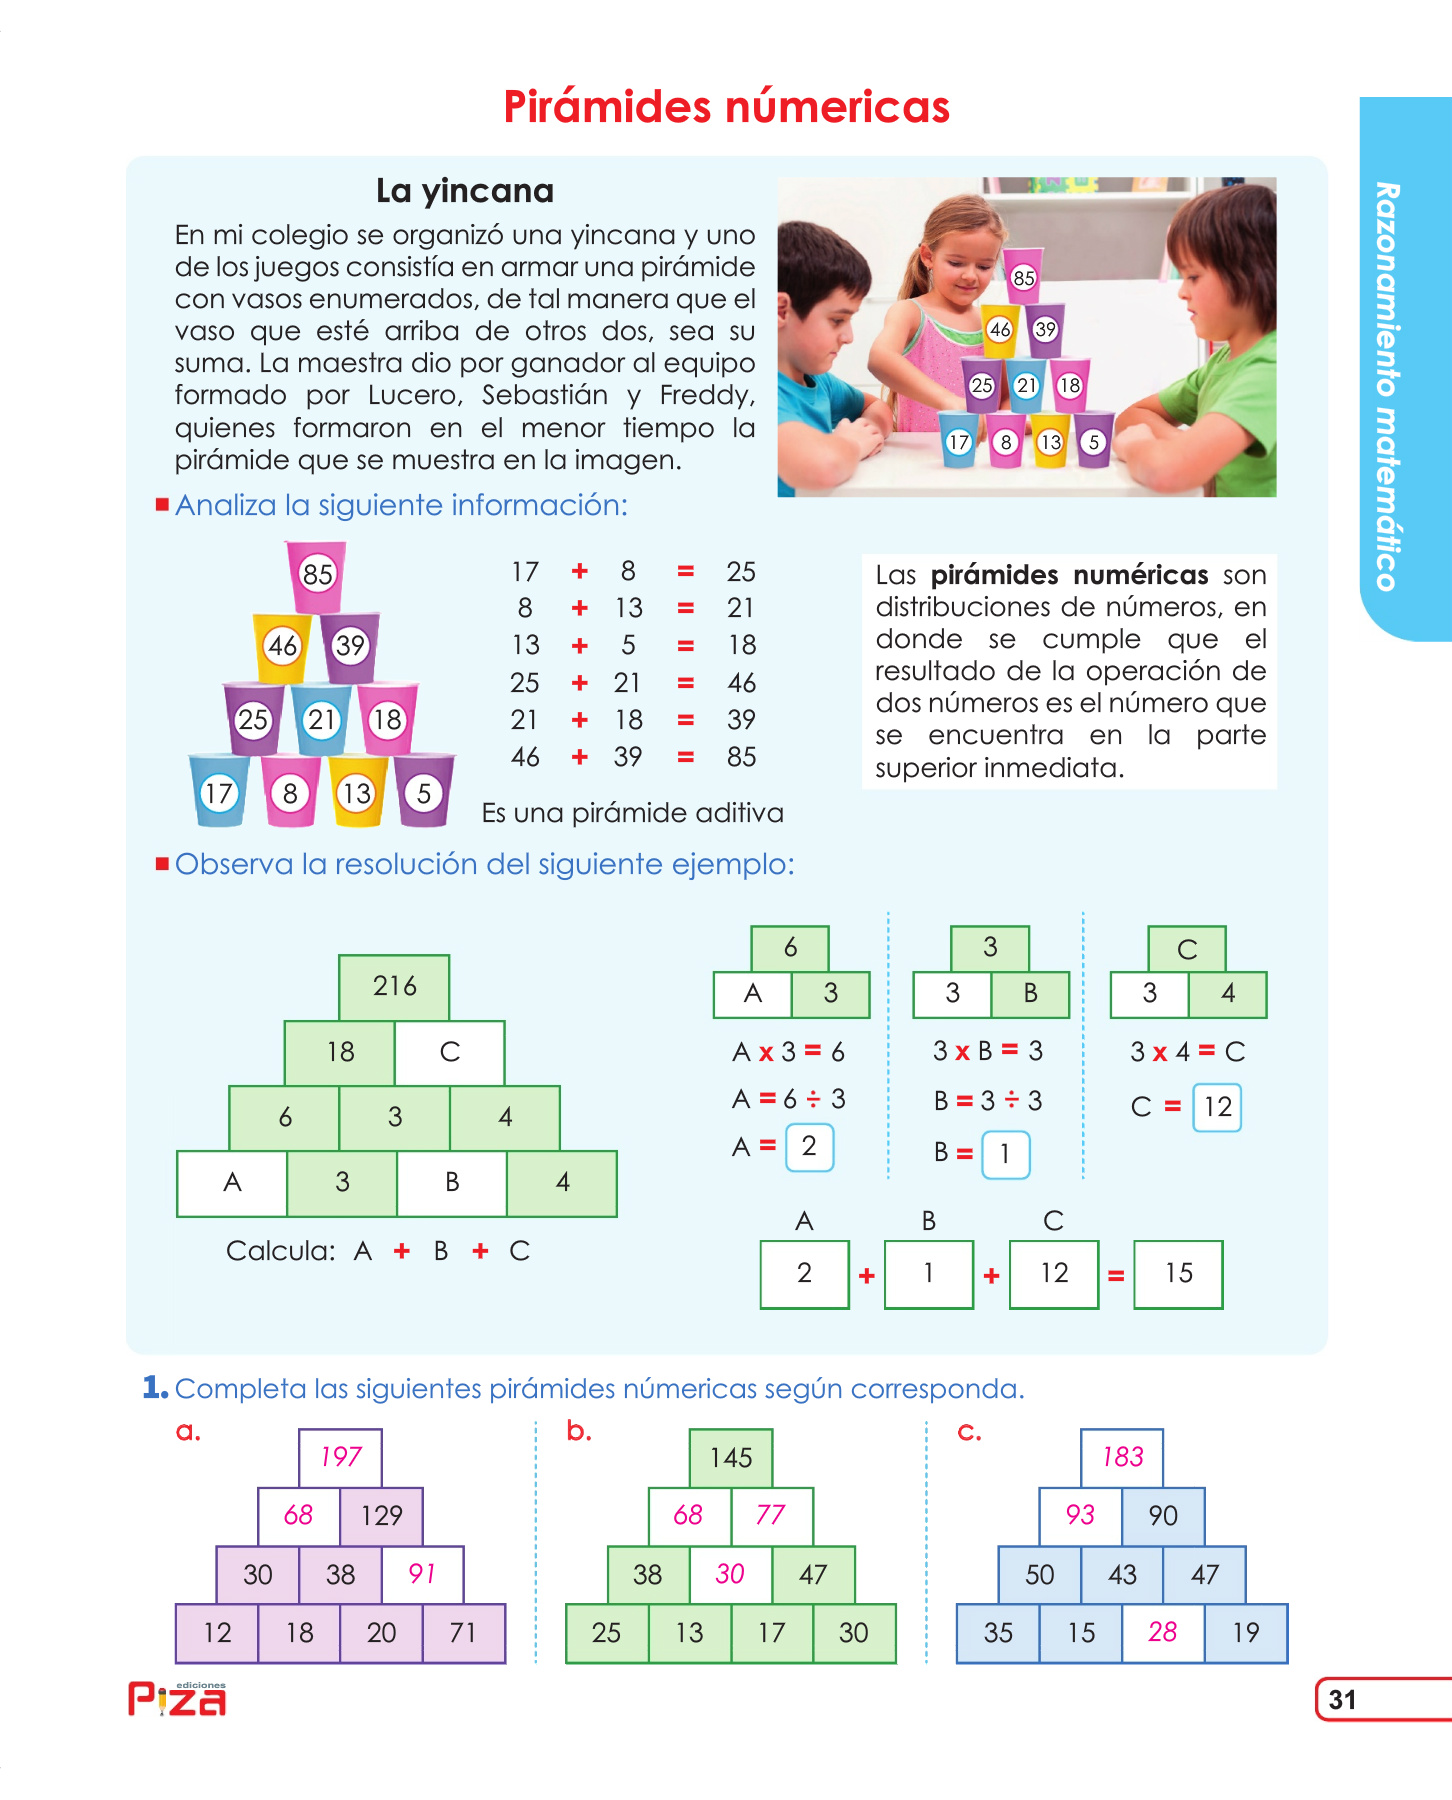 Pirámides númericas
Razonamiento matemático
La yincana
En mi colegio se organizó una yincana y uno
de los juegos consistía en armar una pirámide
con vasos enumerados, de tal manera que el
vaso que esté arriba de otros dos, sea su
suma. La maestra dio por ganador al equipo
formado por Lucero, Sebastián y Freddy,
quienes formaron en el menor tiempo la
pirámide que se muestra en la imagen.
85
46 39
25 21 18
17 8 13 5
Analiza la siguiente información:
85
46 39
25 21 18
17 8 13 5
17 + 8 = 25
8 + 13 = 21
13 + 5 = 18
25 + 21 = 46
21 + 18 = 39
46 + 39 = 85
Es una pirámide aditiva
Las pirámides numéricas son
distribuciones de números, en
donde se cumple que el
resultado de la operación de
dos números es el número que
se encuentra en la parte
superior inmediata.
Observa la resolución del siguiente ejemplo:
216
18 C
6 3 4
A 3 B 4
Calcula: A + B + C
6
A 3
A x 3 = 6
A = 6 ÷ 3
A = 2
3
3 B
3 x B = 3
B = 3 ÷ 3
B = 1
C
3 4
3 x 4 = C
C = 12
A B C
2 + 1 + 12 = 15
1. Completa las siguientes pirámides númericas según corresponda.
a.
197
68 129
30 38 91
12 18 20 71
b.
145
68 77
38 30 47
25 13 17 30
c.
183
93 90
50 43 47
35 15 28 19
ediciones
Piza
31